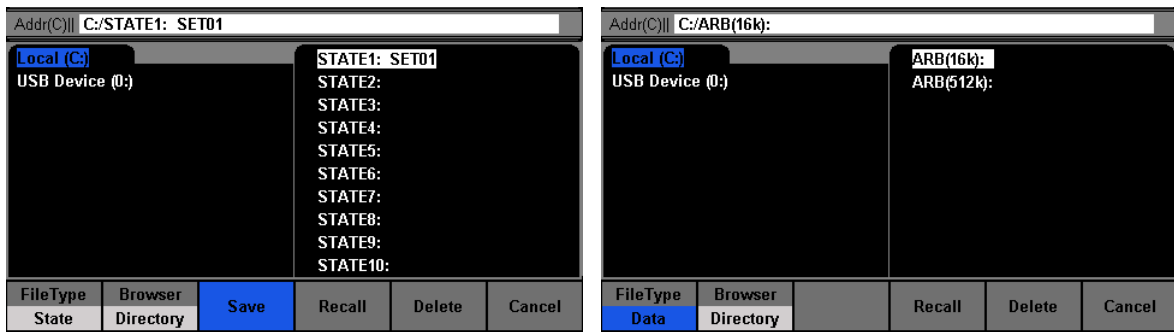 Addr(C)|| C:/STATE1: SET01
Local (C:)
USB Device (0:)
STATE1: SET01
STATE2:
STATE3:
STATE4:
STATE5:
STATE6:
STATE7:
STATE8:
STATE9:
STATE10:
FileType Browser Save Recall Delete Cancel
State Directory
Addr(C)|| C:/ARB(16k):
Local (C:)
USB Device (0:)
ARB(16k):
ARB(512k):
FileType Browser Recall Delete Cancel
Data Directory